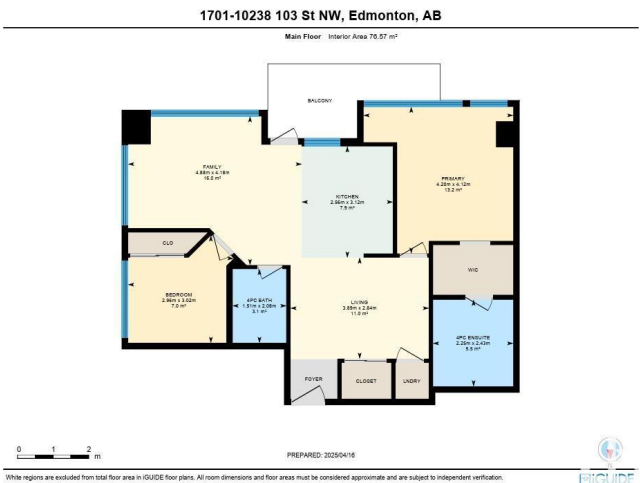 1701-10238 103 St NW, Edmonton, AB
Main Floor Interior Area 76.57 m²
BALCONY
FAMILY
4.88m x 4.18m
15.0 m²
PRIMARY
4.20m x 4.12m
13.2 m²
KITCHEN
2.56m x 3.12m
7.9 m²
CLO
WIC
BEDROOM
2.96m x 3.02m
7.0 m²
4PC BATH
1.51m x 2.06m
3.1 m²
LIVING
3.89m x 2.84m
11.0 m²
4PC ENSUITE
2.25m x 2.43m
5.5 m²
FOYER
CLOSET
LNDRY
0 1 2 m
PREPARED: 2025/04/16
White regions are excluded from total floor area in iGUIDE floor plans. All room dimensions and floor areas must be considered approximate and are subject to independent verification.
iGUIDE